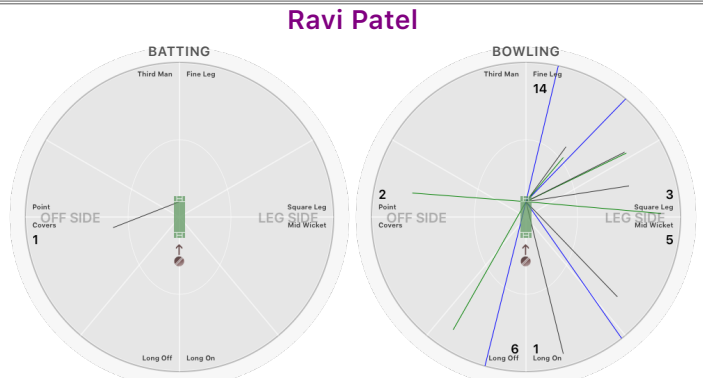 Ravi Patel
BATTING
Third Man Fine Leg
Point
OFF SIDE
Covers
1
Square Leg
LEG SIDE
Mid Wicket
Long Off Long On
BOWLING
Third Man Fine Leg
14
2
Point
OFF SIDE
Covers
3
Square Leg
LEG SIDE
Mid Wicket
5
6 1
Long Off Long On